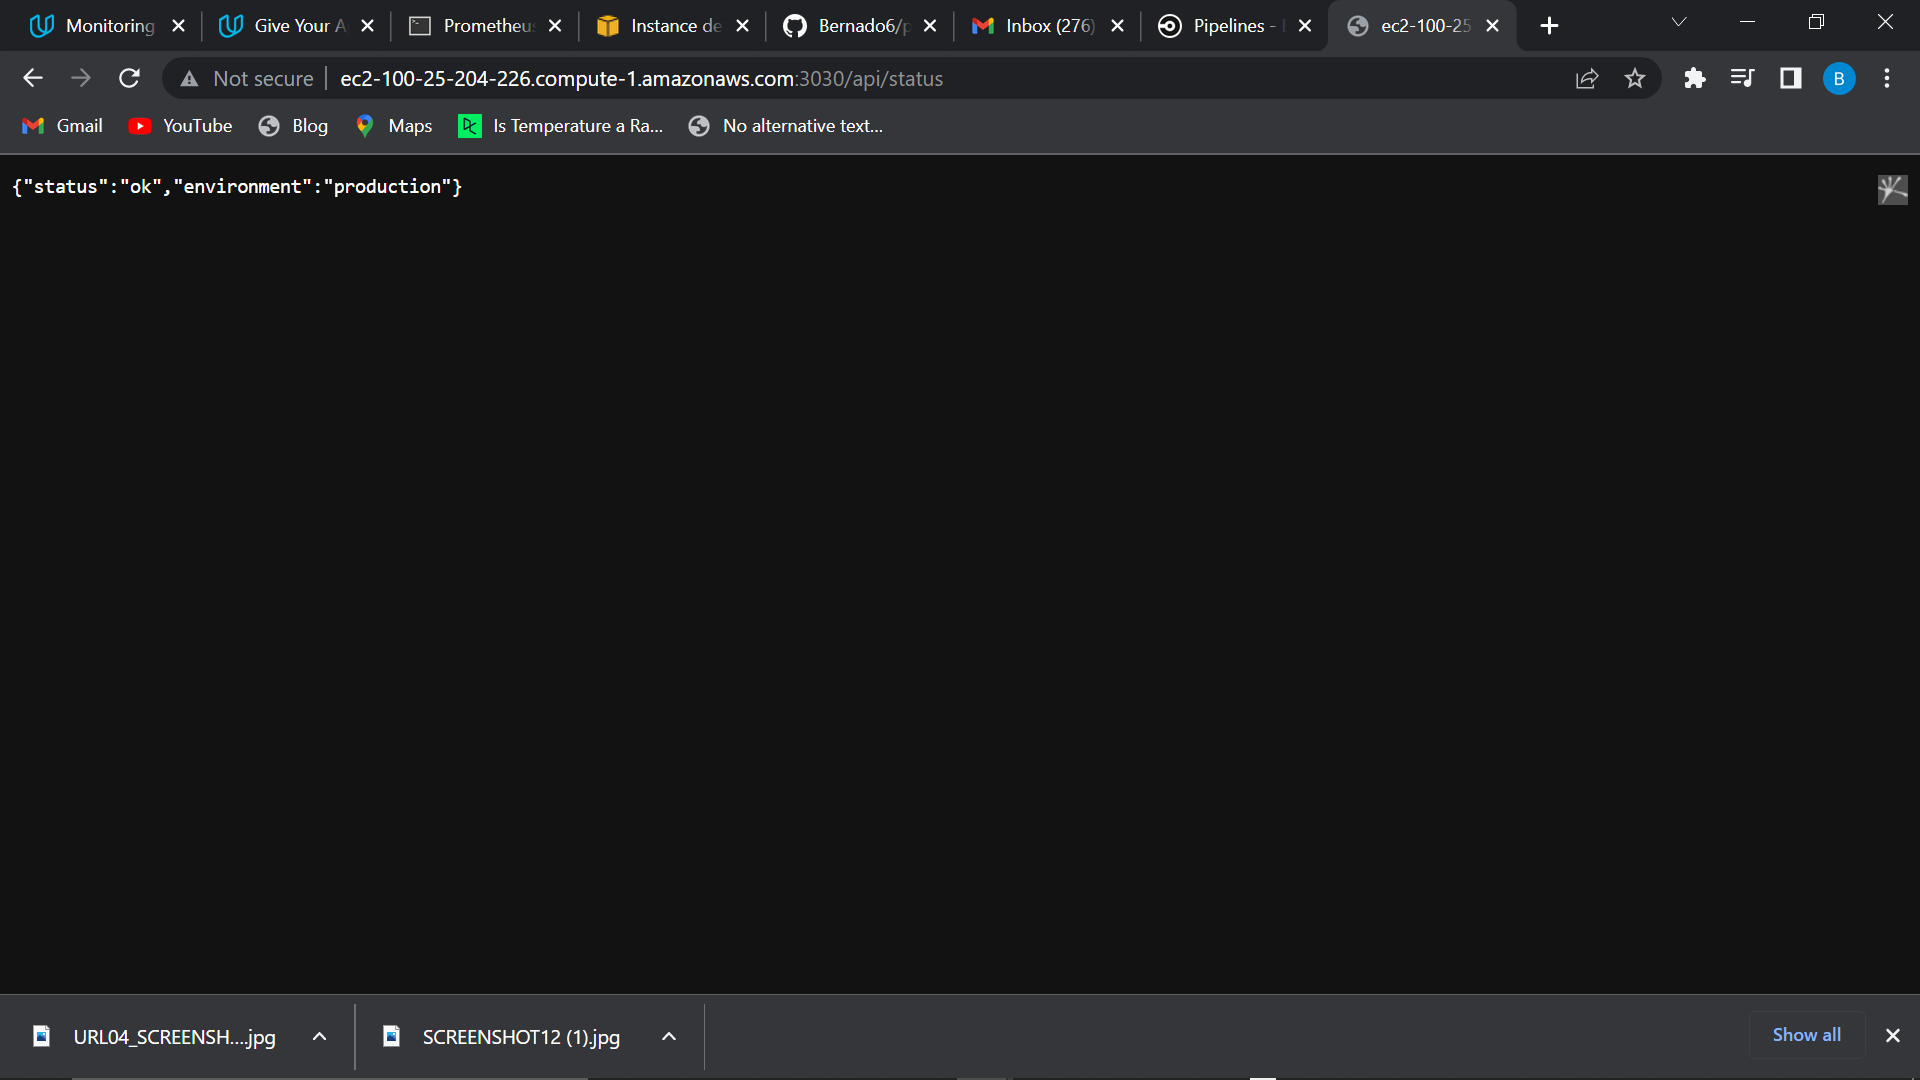 Monitoring
Give Your A
Prometheus
Instance de
Bernado6/p
Inbox (276)
Pipelines -
ec2-100-25
Not secure
ec2-100-25-204-226.compute-1.amazonaws.com:3030/api/status
B
Gmail
YouTube
Blog
Maps
Is Temperature a Ra...
No alternative text...
{"status":"ok","environment":"production"}
URL04_SCREENSH....jpg
SCREENSHOT12 (1).jpg
Show all